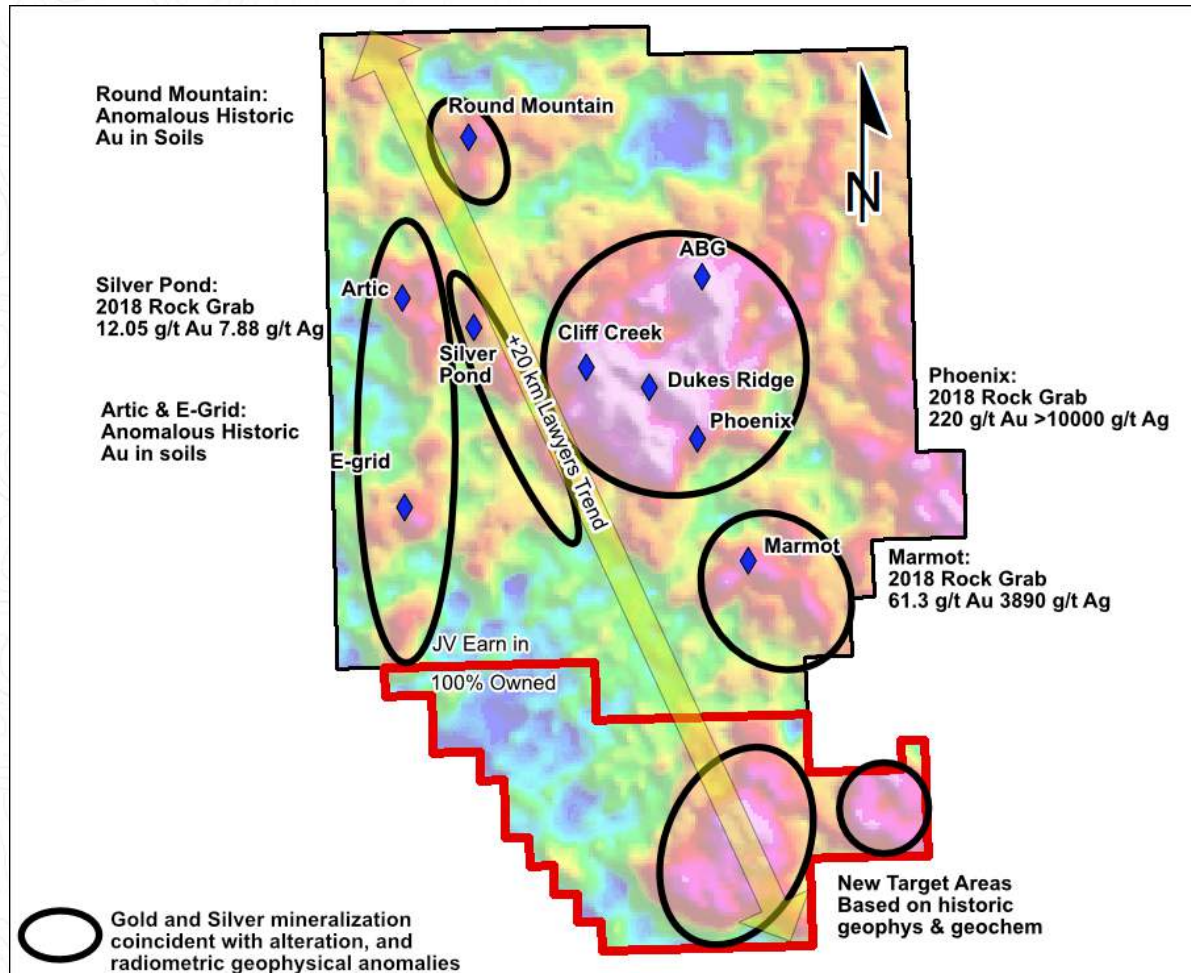 Round Mountain:
Anomalous Historic
Au in Soils
Round Mountain
N
Silver Pond:
2018 Rock Grab
12.05 g/t Au 7.88 g/t Ag
Artic
Silver
Pond
ABG
Cliff Creek
Dukes Ridge
Phoenix
+20 km Lawyers Trend
Phoenix:
2018 Rock Grab
220 g/t Au >10000 g/t Ag
Artic & E-Grid:
Anomalous Historic
Au in soils
E-grid
Marmot
Marmot:
2018 Rock Grab
61.3 g/t Au 3890 g/t Ag
JV Earn in
100% Owned
New Target Areas
Based on historic
geophys & geochem
Gold and Silver mineralization
coincident with alteration, and
radiometric geophysical anomalies